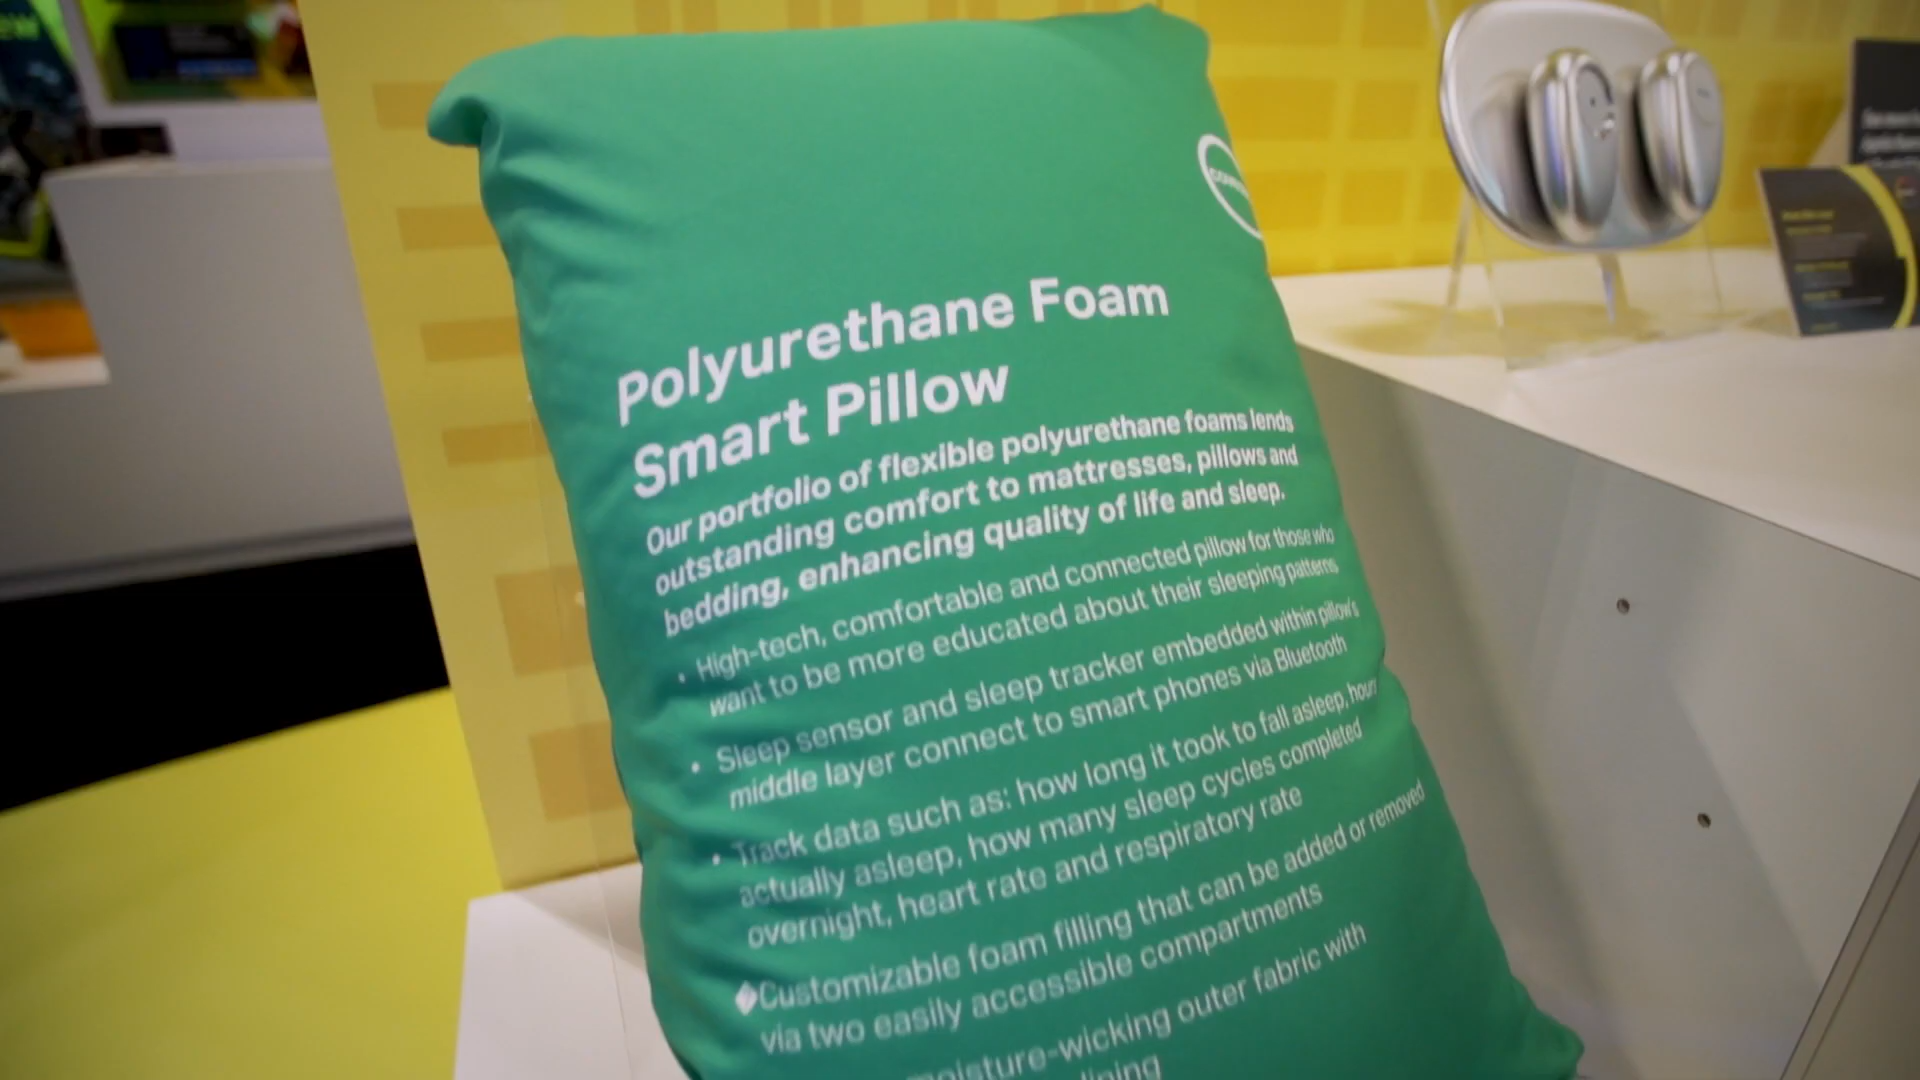 Polyurethane Foam
Smart Pillow
Our portfolio of flexible polyurethane foams lends
outstanding comfort to mattresses, pillows and
bedding, enhancing quality of life and sleep.
• High-tech, comfortable and connected pillow for those who
want to be more educated about their sleeping patterns
• Sleep sensor and sleep tracker embedded within pillow's
middle layer connect to smart phones via Bluetooth
• Track data such as: how long it took to fall asleep, hours
actually asleep, how many sleep cycles completed
overnight, heart rate and respiratory rate
�Customizable foam filling that can be added or removed
via two easily accessible compartments
moisture-wicking outer fabric with
lining